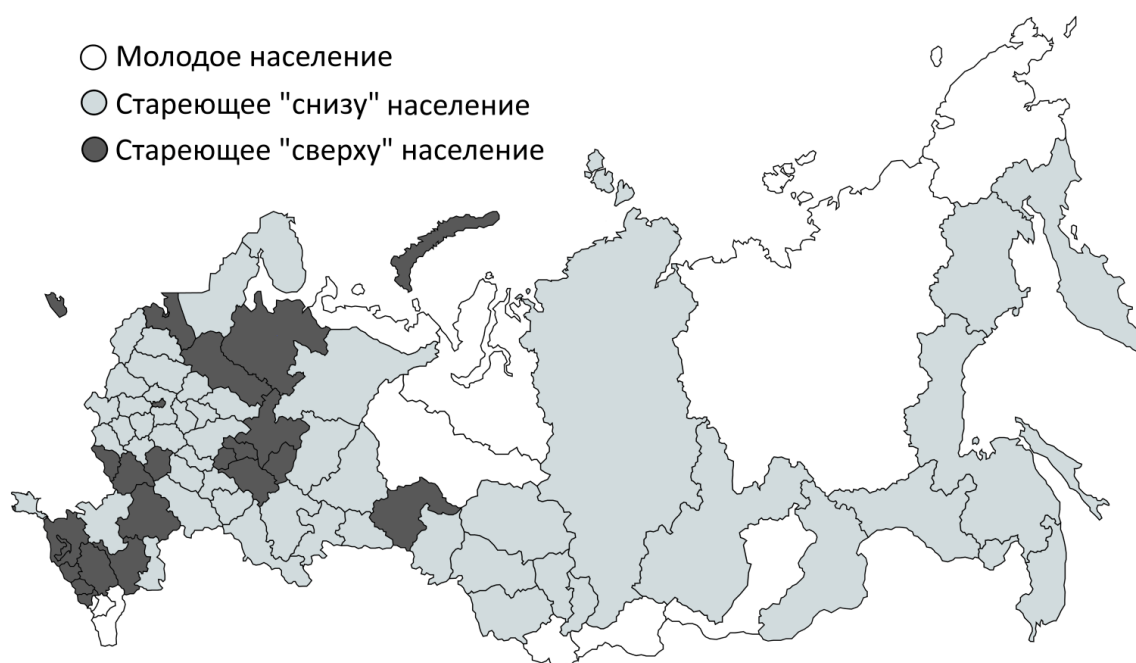 Молодое население
Стареющее "снизу" население
Стареющее "сверху" население